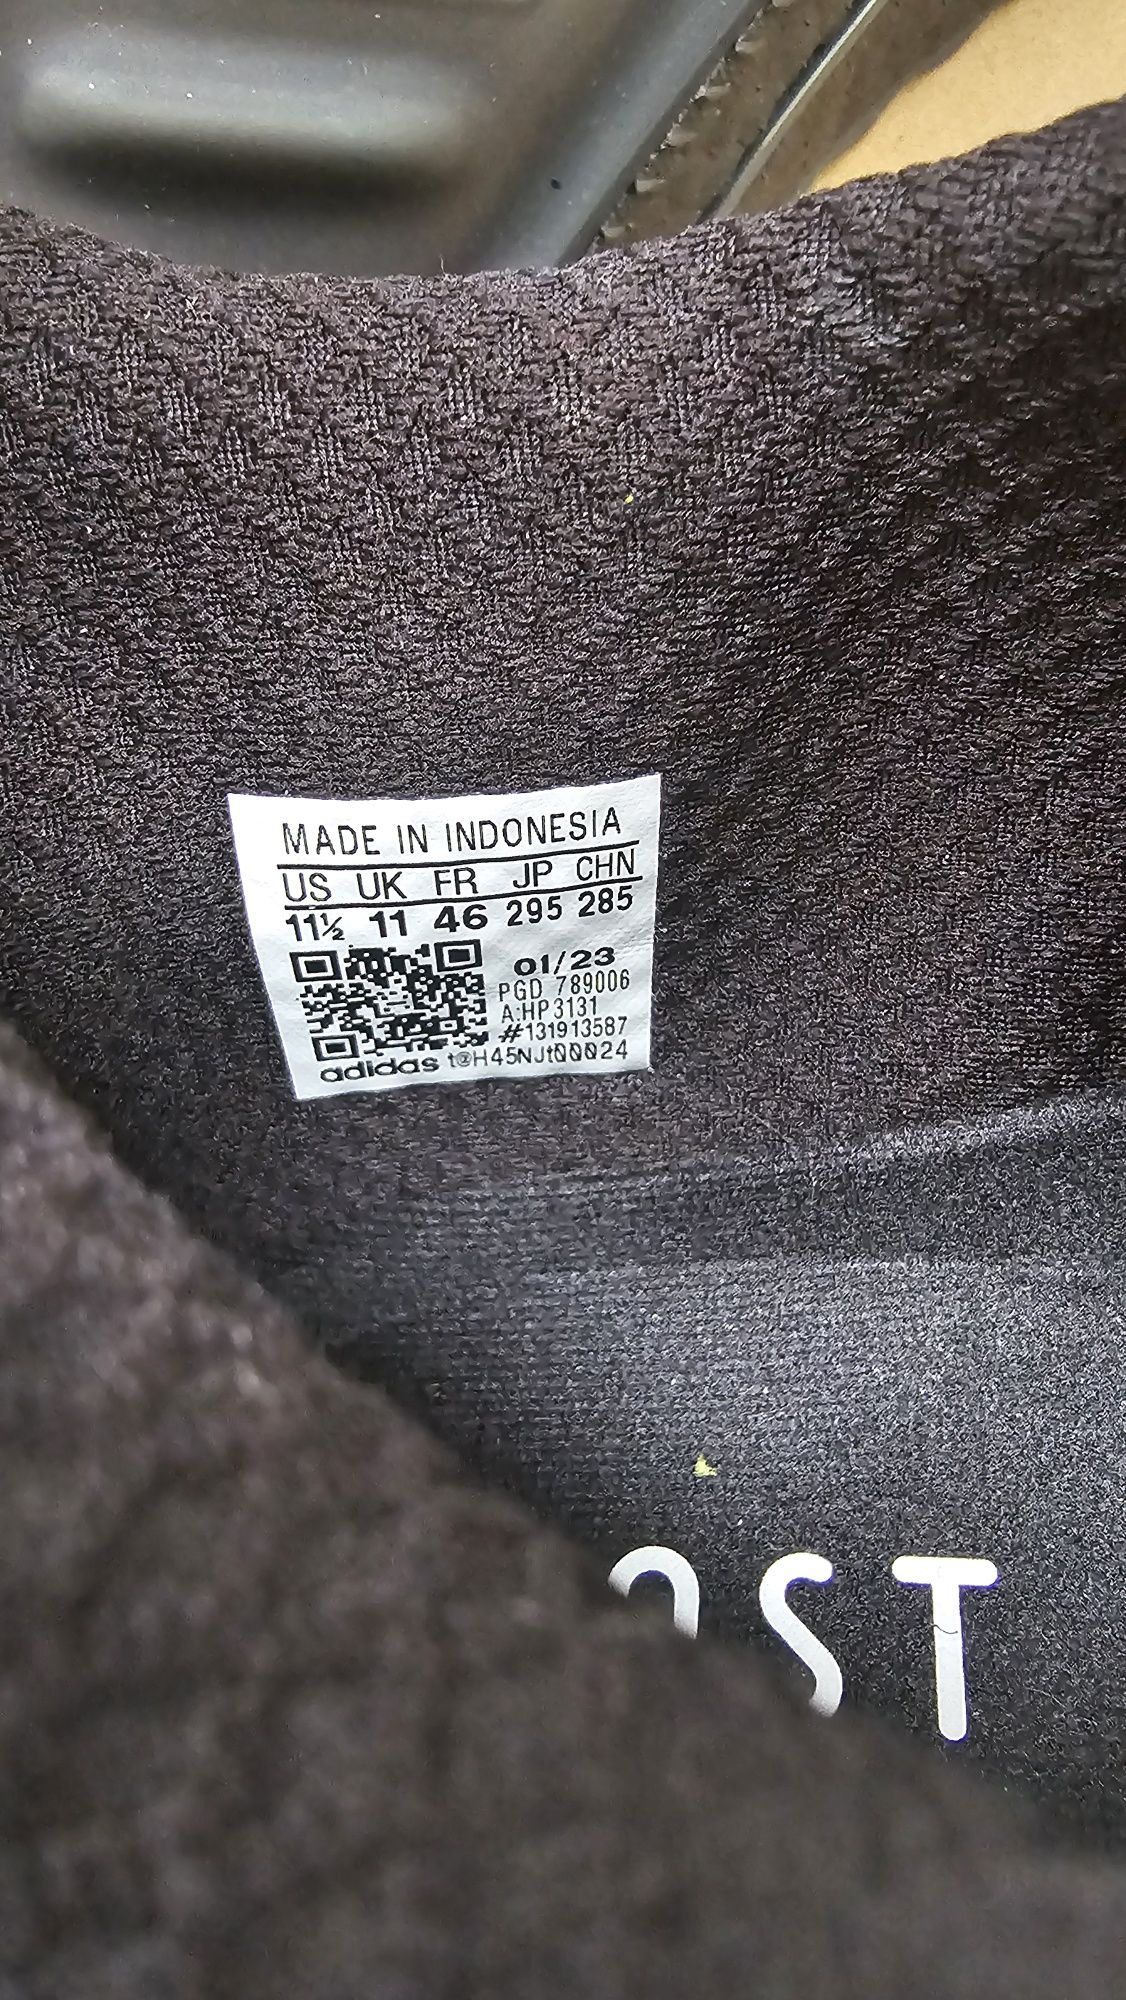 MADE IN INDONESIA
US UK FR JP CHN
11½ 11 46 295 285
01/23
PGD 789006
A:HP3131
#131913587
adidas t@H45NJt00024
OST